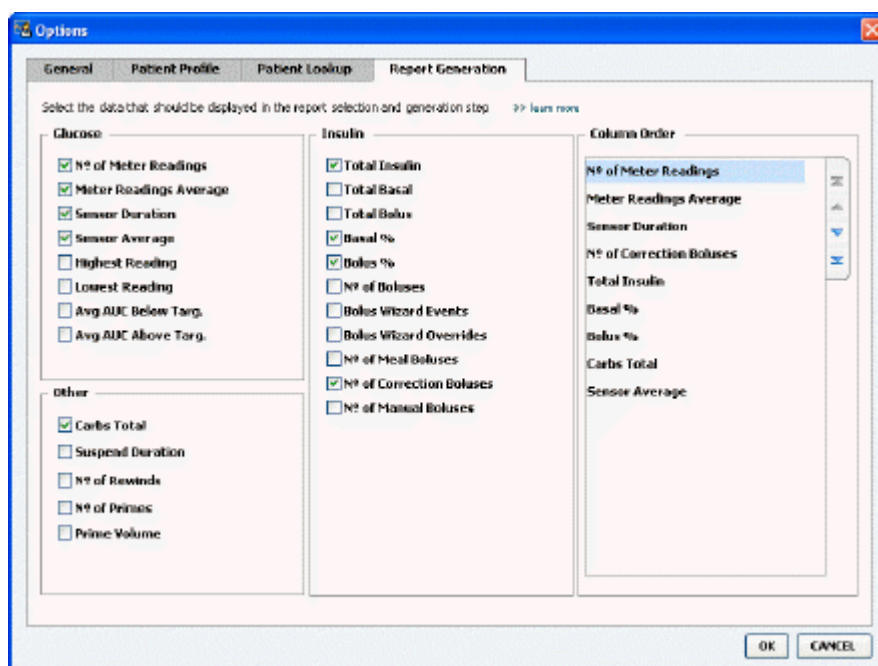 Options
General
Patient Profile
Patient Lookup
Report Generation
Select the data that should be displayed in the report selection and generation step
>> learn more
Glucose
Nº of Meter Readings
Meter Readings Average
Sensor Duration
Sensor Average
Highest Reading
Lowest Reading
Avg AUC Below Targ.
Avg AUC Above Targ.
Other
Carbs Total
Suspend Duration
Nº of Rewinds
Nº of Primes
Prime Volume
Insulin
Total Insulin
Total Basal
Total Bolus
Basal %
Bolus %
Nº of Boluses
Bolus Wizard Events
Bolus Wizard Overrides
Nº of Meal Boluses
Nº of Correction Boluses
Nº of Manual Boluses
Column Order
Nº of Meter Readings
Meter Readings Average
Sensor Duration
Nº of Correction Boluses
Total Insulin
Basal %
Bolus %
Carbs Total
Sensor Average
OK
CANCEL